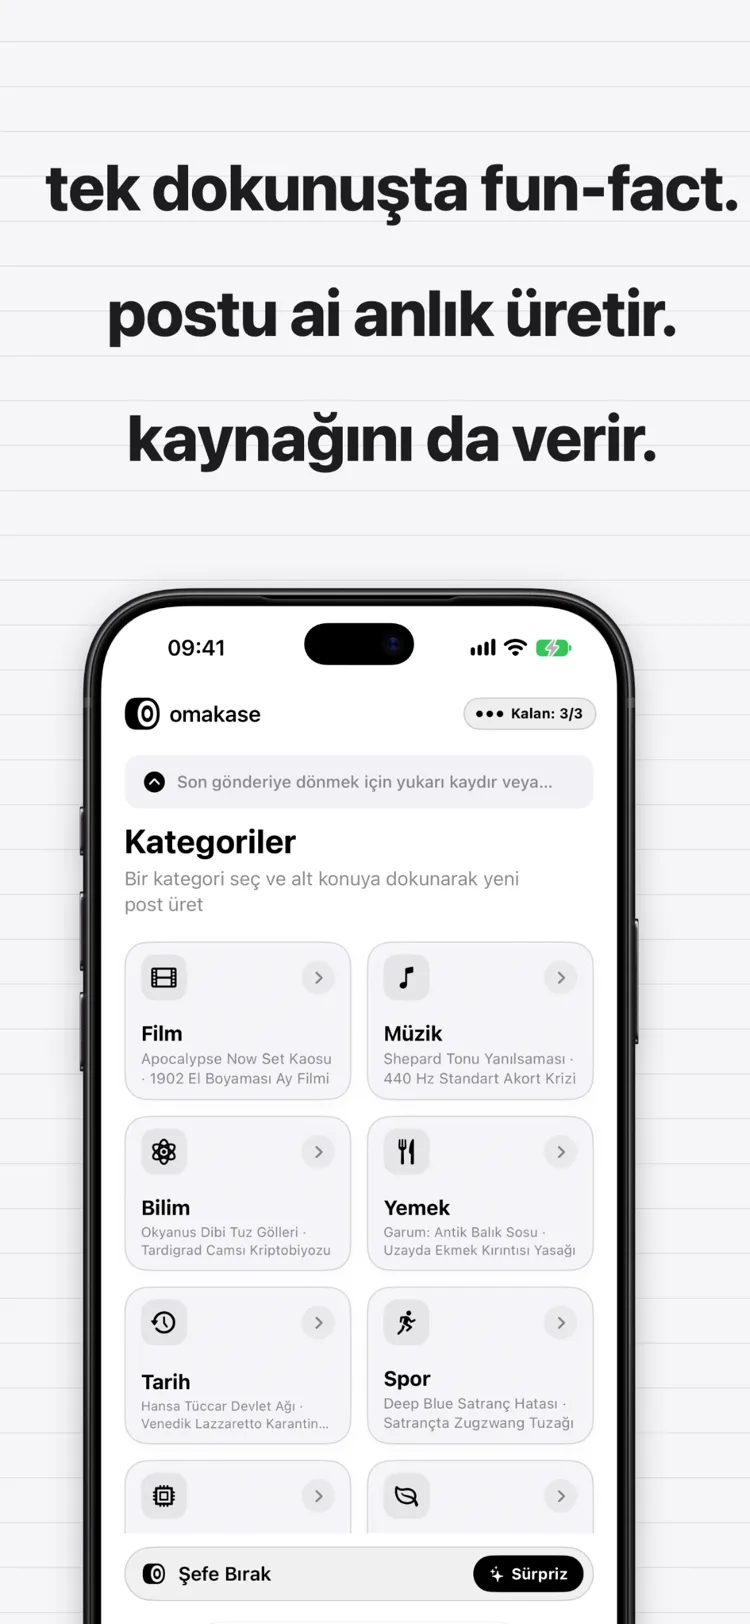 tek dokunuşta fun-fact.
postu ai anlık üretir.
kaynağını da verir.
09:41
omakase
••• Kalan: 3/3
Son gönderiye dönmek için yukarı kaydır veya...
Kategoriler
Bir kategori seç ve alt konuya dokunarak yeni
post üret
Film
Apocalypse Now Set Kaosu
· 1902 El Boyaması Ay Filmi
Müzik
Shepard Tonu Yanılsaması ·
440 Hz Standart Akort Krizi
Bilim
Okyanus Dibi Tuz Gölleri ·
Tardigrad Camsı Kriptobiyozu
Yemek
Garum: Antik Balık Sosu ·
Uzayda Ekmek Kırıntısı Yasağı
Tarih
Hansa Tüccar Devlet Ağı ·
Venedik Lazzaretto Karantin...
Spor
Deep Blue Satranç Hatası ·
Satrançta Zugzwang Tuzağı
Şefe Bırak
Sürpriz